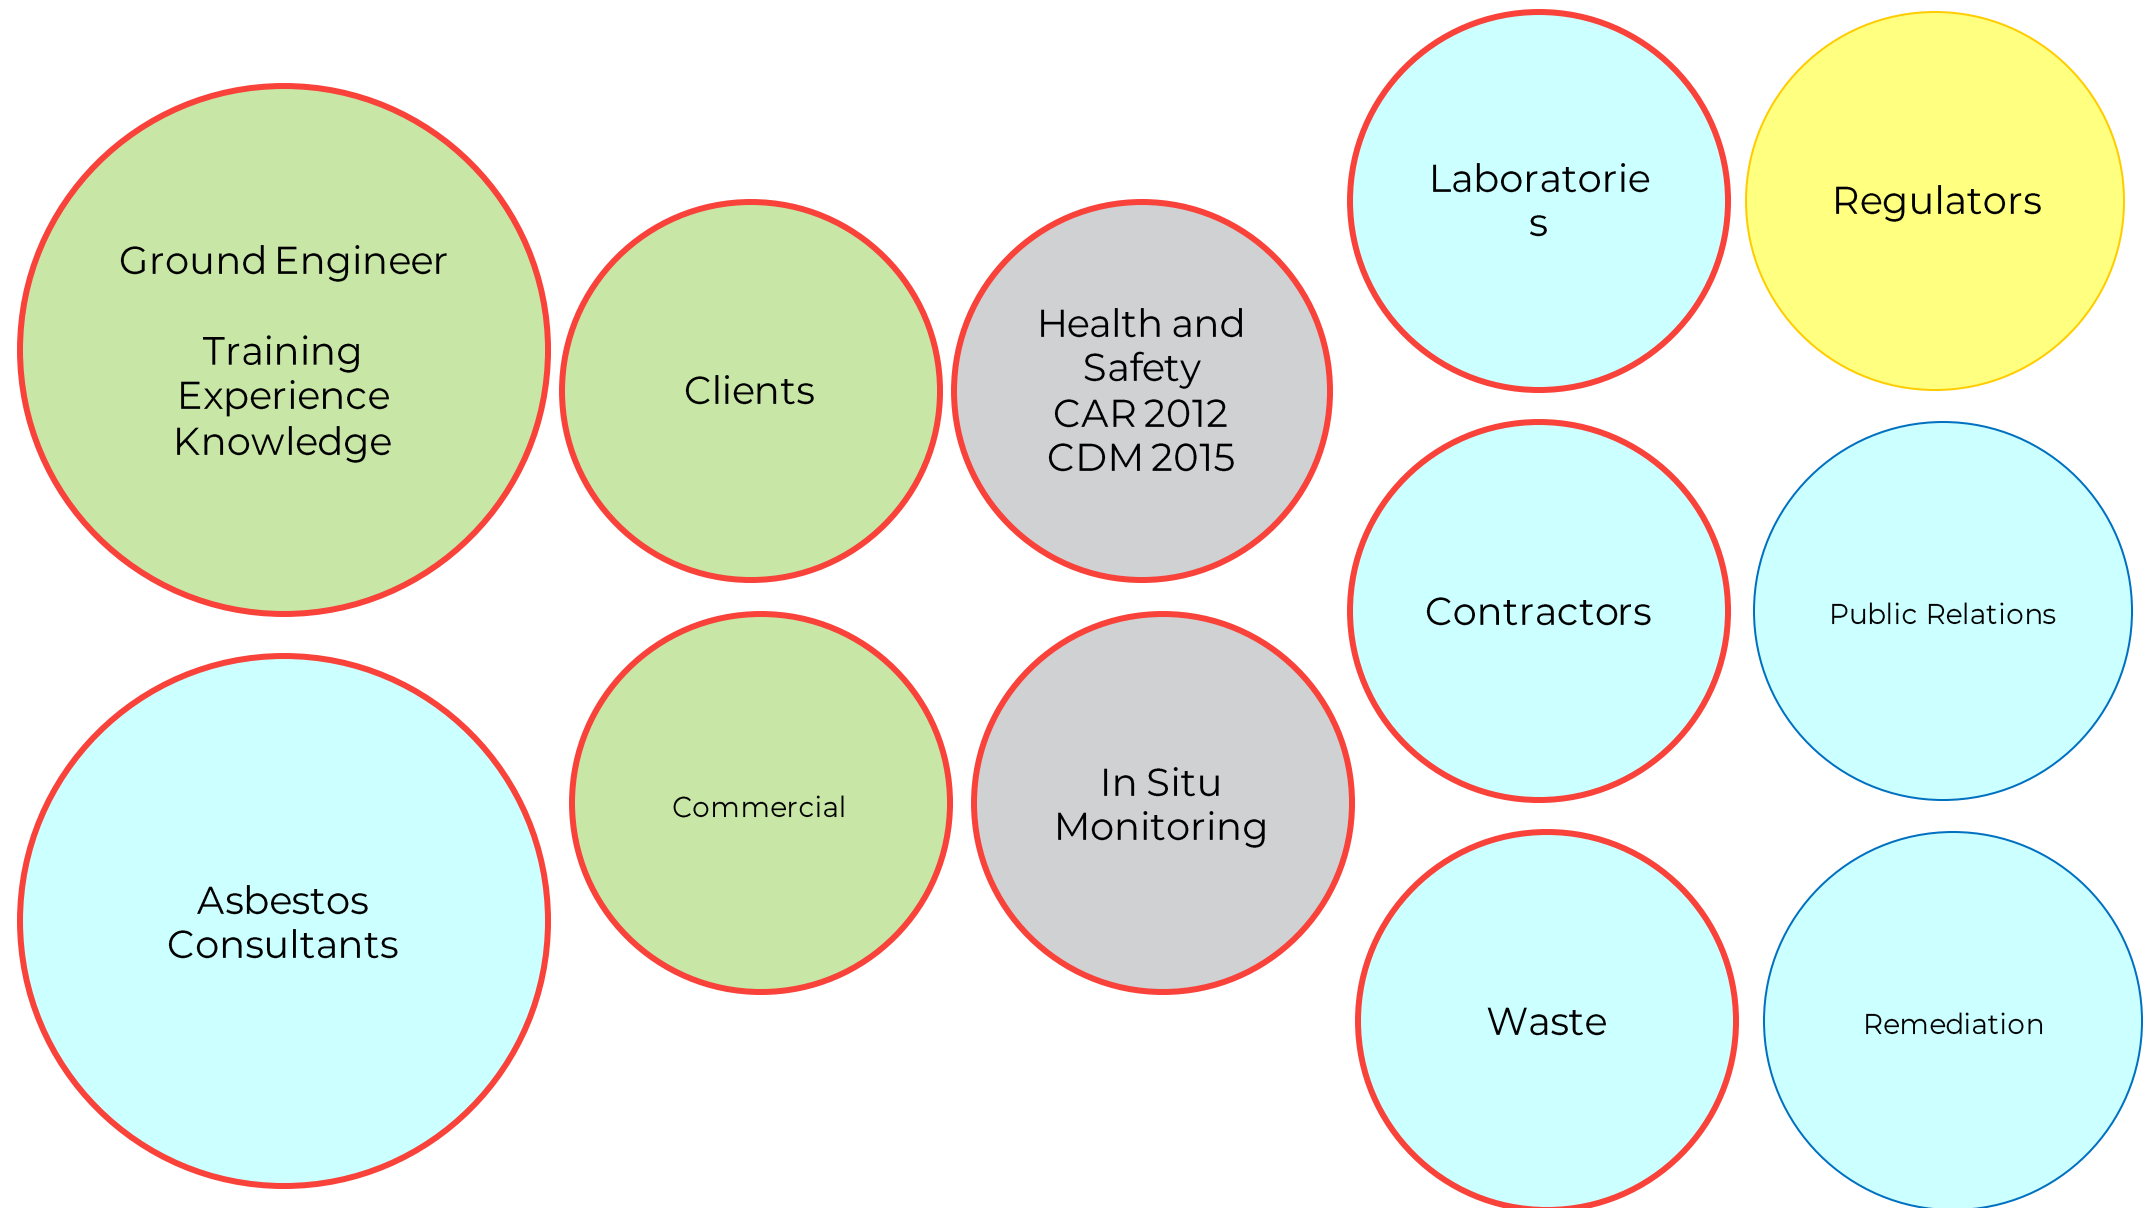 Ground Engineer
Training
Experience
Knowledge
Asbestos
Consultants
Clients
Commercial
Health and
Safety
CAR 2012
CDM 2015
In Situ
Monitoring
Laboratorie
s
Contractors
Waste
Regulators
Public Relations
Remediation